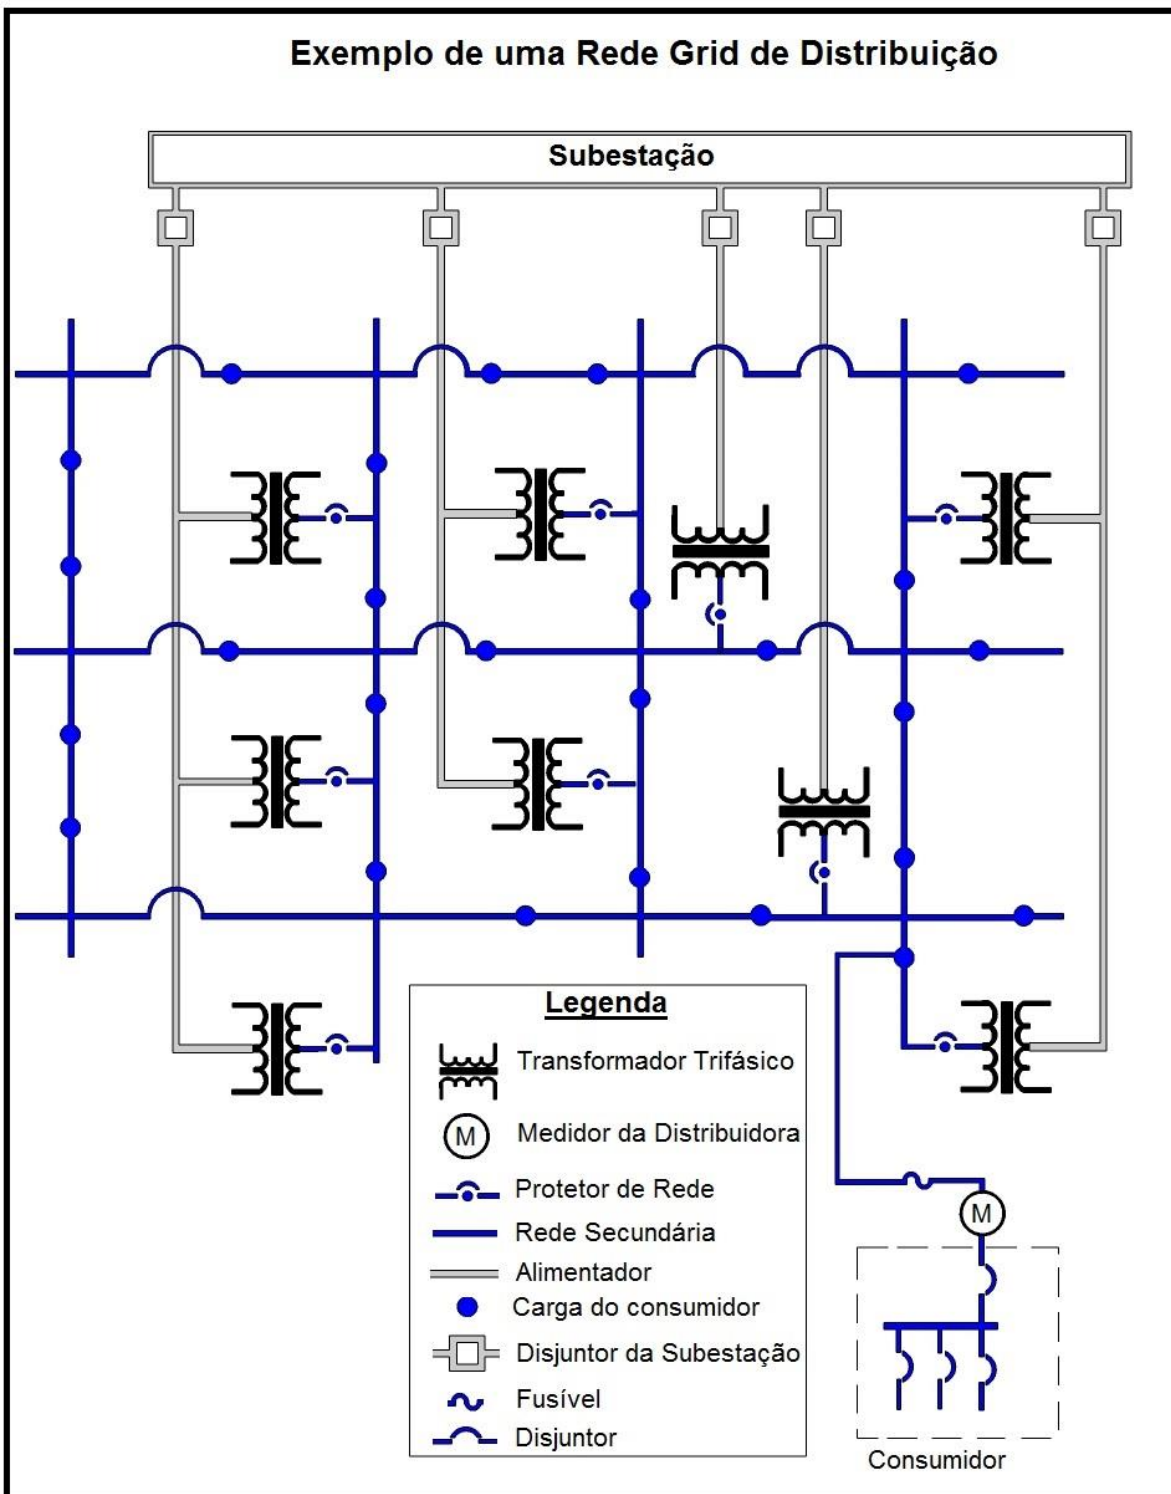 Exemplo de uma Rede Grid de Distribuição
Subestação
Legenda
Transformador Trifásico
M
Medidor da Distribuidora
Protetor de Rede
Rede Secundária
Alimentador
Carga do consumidor
Disjuntor da Subestação
Fusível
Disjuntor
M
Consumidor